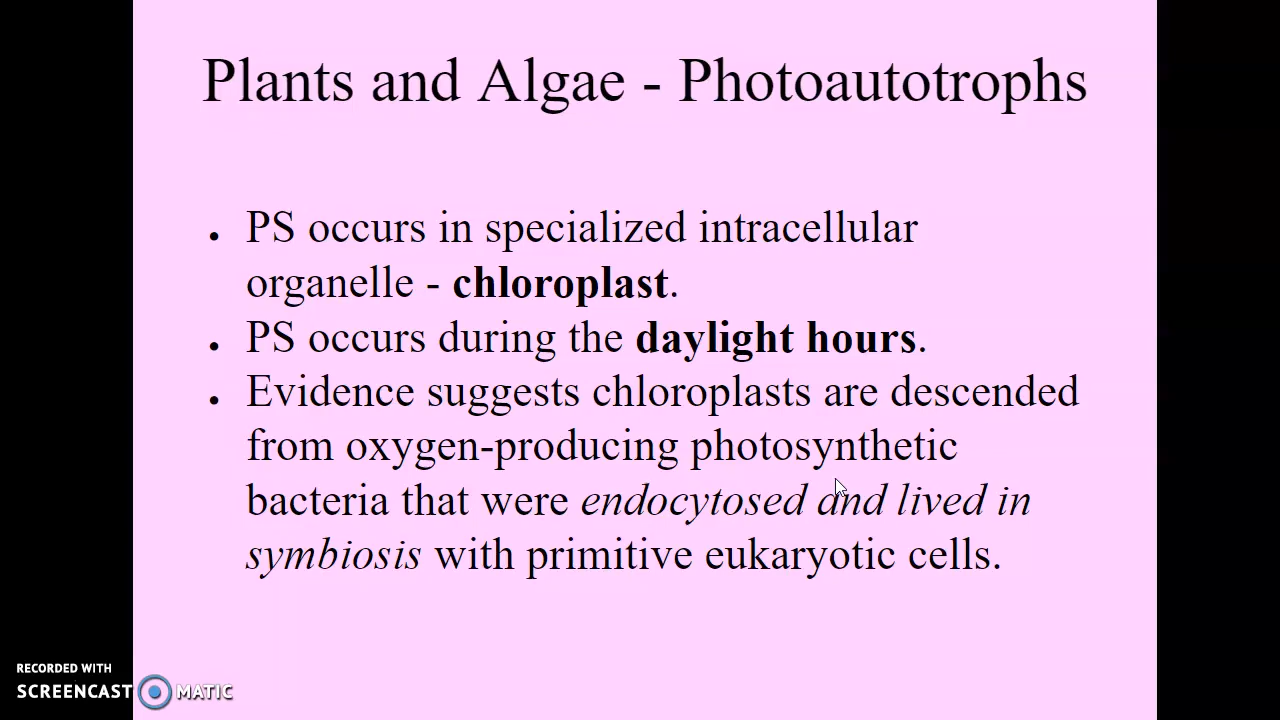 Plants and Algae - Photoautotrophs
• PS occurs in specialized intracellular
organelle - chloroplast.
• PS occurs during the daylight hours.
• Evidence suggests chloroplasts are descended
from oxygen-producing photosynthetic
bacteria that were endocytosed and lived in
symbiosis with primitive eukaryotic cells.
RECORDED WITH
SCREENCAST MATIC